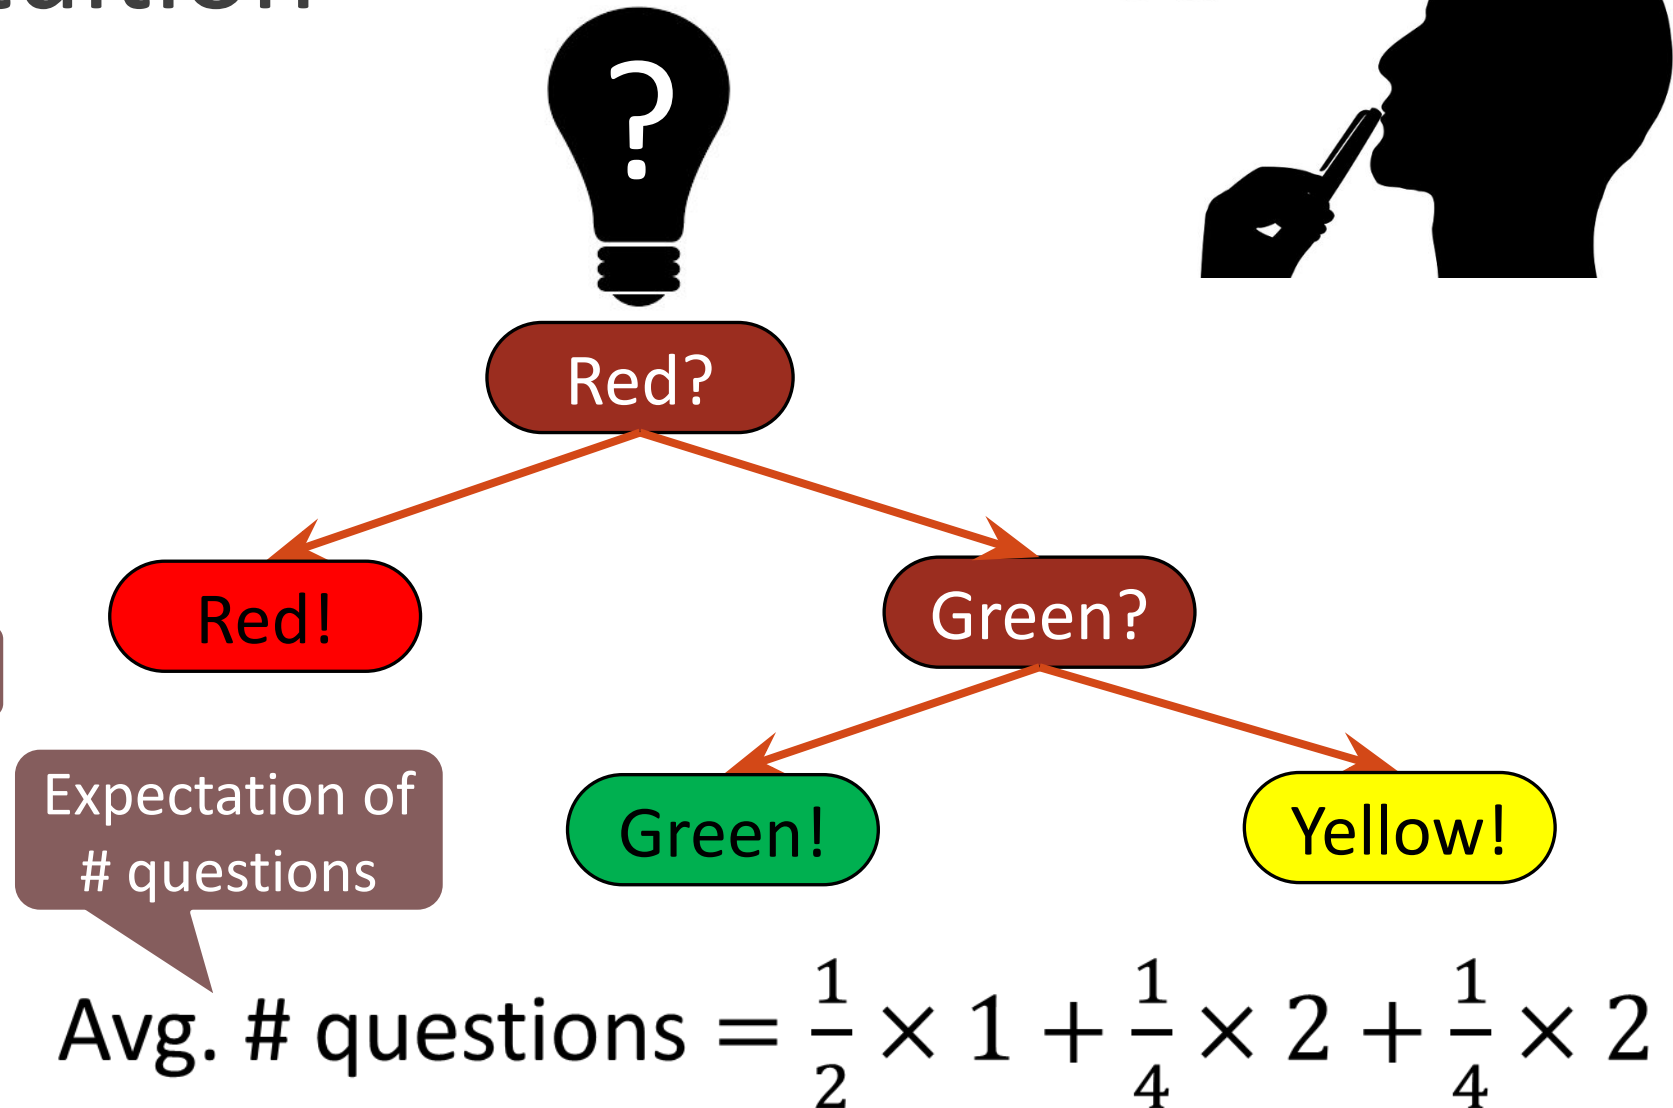 ?
Red?
Red!
Green?
Expectation of
# questions
Green!
Yellow!
Avg. # questions = 1/2 × 1 + 1/4 × 2 + 1/4 × 2